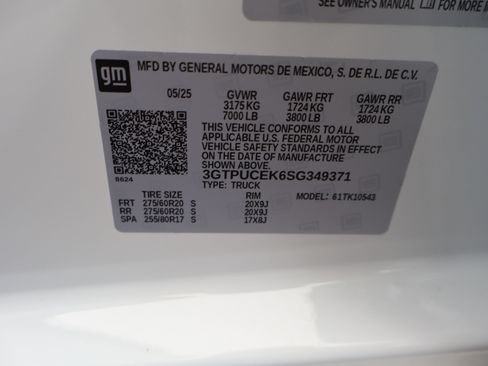 SEE OWNER'S MANUAL FOR MORE
gm
MFD BY GENERAL MOTORS DE MEXICO, S. DE R.L. DE C.V.
05/25 GVWR GAWR FRT GAWR RR
3175 KG 1724 KG 1724 KG
7000 LB 3800 LB 3800 LB
THIS VEHICLE CONFORMS TO ALL
APPLICABLE U.S. FEDERAL MOTOR
VEHICLE SAFETY STANDARDS IN
EFFECT ON THE DATE OF MANUFACTURE
SHOWN ABOVE.
3GTPUCEK6SG349371
8624 TYPE: TRUCK
TIRE SIZE RIM MODEL: 61TK10543
FRT 275/60R20 S 20X9J
RR 275/60R20 S 20X9J
SPA 255/80R17 S 17X8J